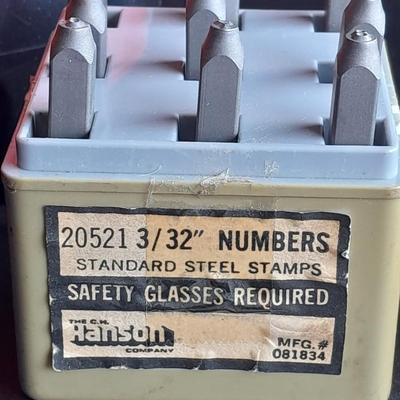 20521 3/32" NUMBERS
STANDARD STEEL STAMPS
SAFETY GLASSES REQUIRED
THE C.H.
Hanson
COMPANY
MFG.#
081834